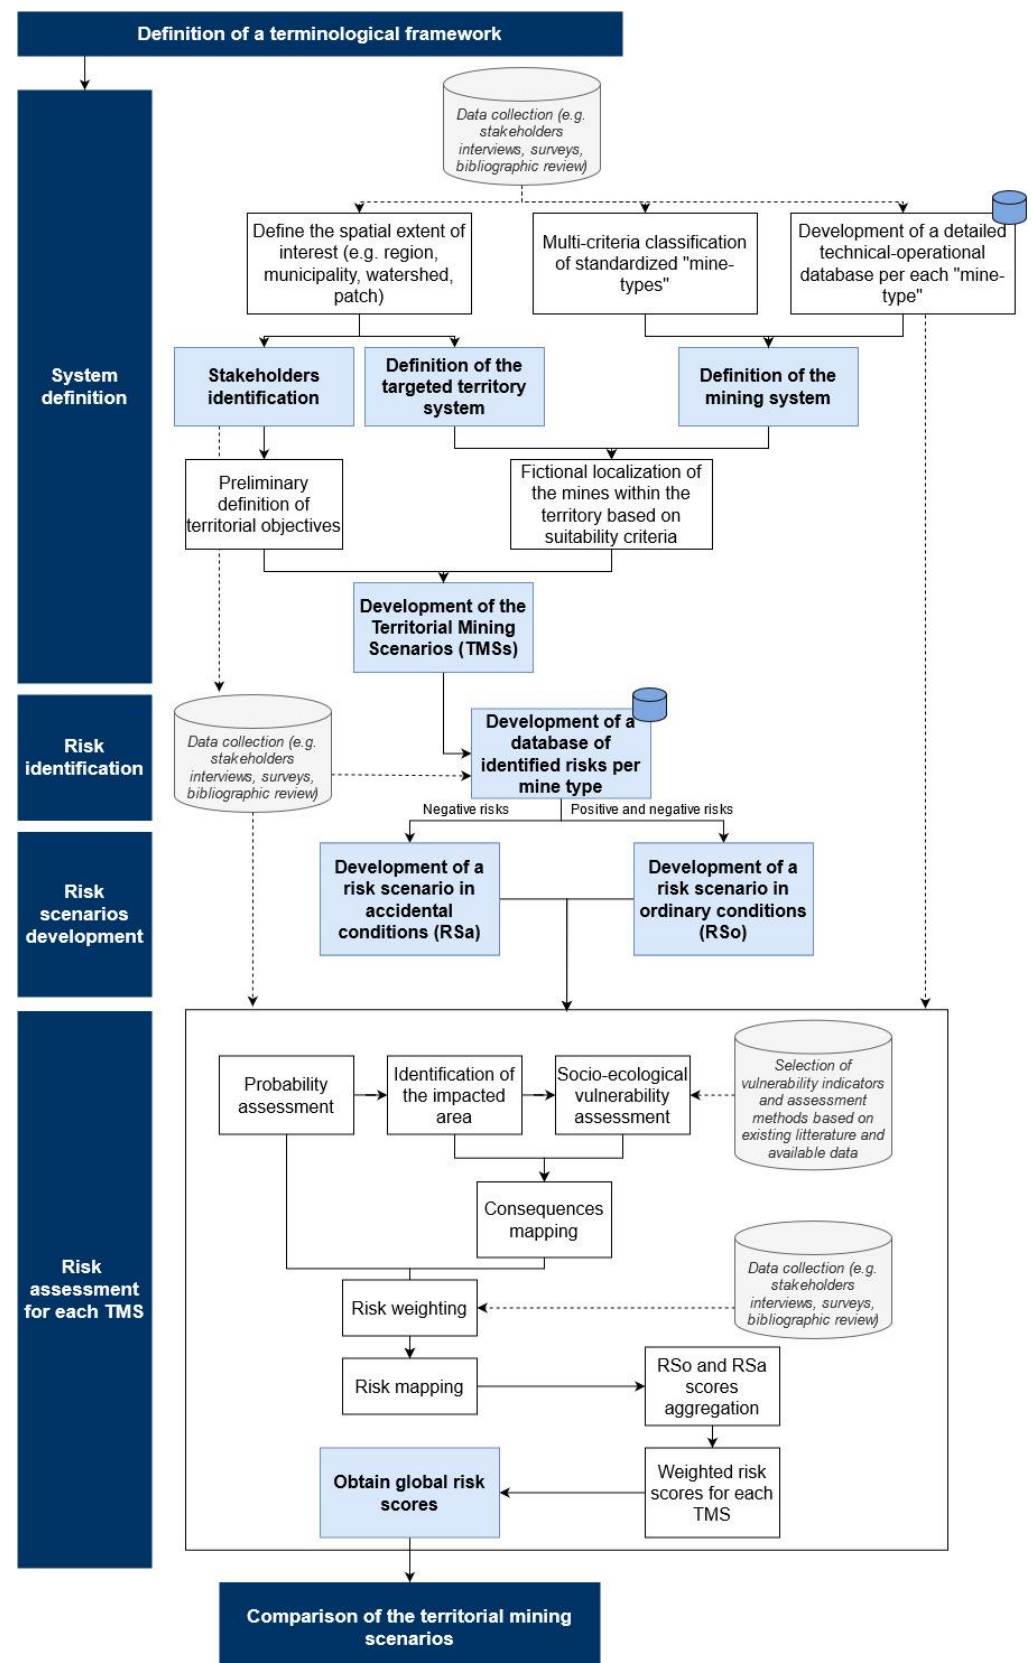 Definition of a terminological framework
Data collection (e.g.
stakeholders
interviews, surveys,
bibliographic review)
System
definition
Define the spatial extent of
interest (e.g. region,
municipality, watershed,
patch)
Multi-criteria classification
of standardized "mine-
types"
Development of a detailed
technical-operational
database per each "mine-
type"
Stakeholders
identification
Definition of the
targeted territory
system
Definition of the
mining system
Preliminary
definition of
territorial objectives
Fictional localization of
the mines within the
territory based on
suitability criteria
Development of the
Territorial Mining
Scenarios (TMSs)
Risk
identification
Data collection (e.g.
stakeholders
interviews, surveys,
bibliographic review)
Development of a
database of
identified risks per
mine type
Negative risks
Positive and negative risks
Risk
scenarios
development
Development of a
risk scenario in
accidental
conditions (RSa)
Development of a
risk scenario in
ordinary conditions
(RSo)
Risk
assessment
for each TMS
Probability
assessment
Identification of
the impacted
area
Socio-ecological
vulnerability
assessment
Selection of
vulnerability indicators
and assessment
methods based on
existing litterature and
available data
Consequences
mapping
Data collection (e.g.
stakeholders
interviews, surveys,
bibliographic review)
Risk weighting
Risk mapping
RSo and RSa
scores
aggregation
Weighted risk
scores for each
TMS
Obtain global risk
scores
Comparison of the territorial mining
scenarios